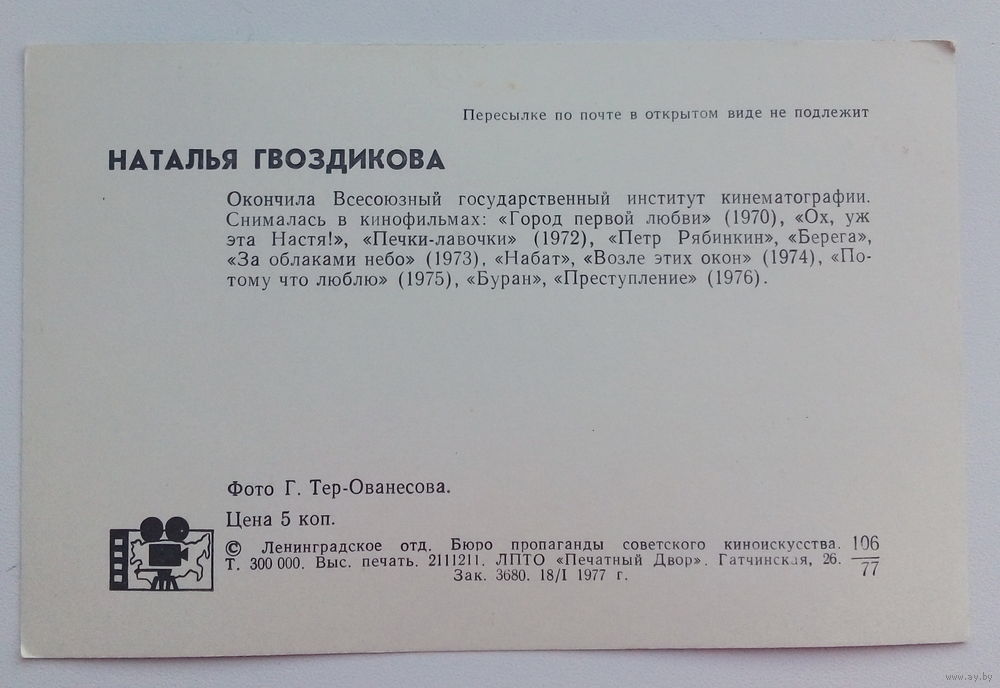 Пересылке по почте в открытом виде не подлежит
НАТАЛЬЯ ГВОЗДИКОВА
Окончила Всесоюзный государственный институт кинематографии.
Снималась в кинофильмах: «Город первой любви» (1970), «Ох, уж
эта Настя!», «Печки-лавочки» (1972), «Петр Рябинкин», «Берега»,
«За облаками небо» (1973), «Набат», «Возле этих окон» (1974), «По-
тому что люблю» (1975), «Буран», «Преступление» (1976).
Фото Г. Тер-Ованесова.
Цена 5 коп.
© Ленинградское отд. Бюро пропаганды советского киноискусства. 106
Т. 300 000. Выс. печать. 2111211. ЛПТО «Печатный Двор». Гатчинская, 26. 77
Зак. 3680. 18/I 1977 г.
www.ay.by